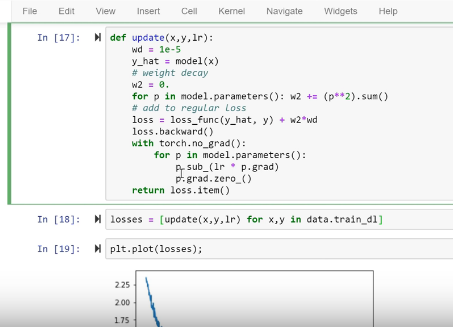 File Edit View Insert Cell Kernel Navigate Widgets Help
In [17]: def update(x,y,lr):
wd = 1e-5
y_hat = model(x)
# weight decay
w2 = 0.
for p in model.parameters(): w2 += (p**2).sum()
# add to regular loss
loss = loss_func(y_hat, y) + w2*wd
loss.backward()
with torch.no_grad():
for p in model.parameters():
p.sub_(lr * p.grad)
p.grad.zero_()
return loss.item()
In [18]: losses = [update(x,y,lr) for x,y in data.train_dl]
In [19]: plt.plot(losses);
2.25
2.00
1.75